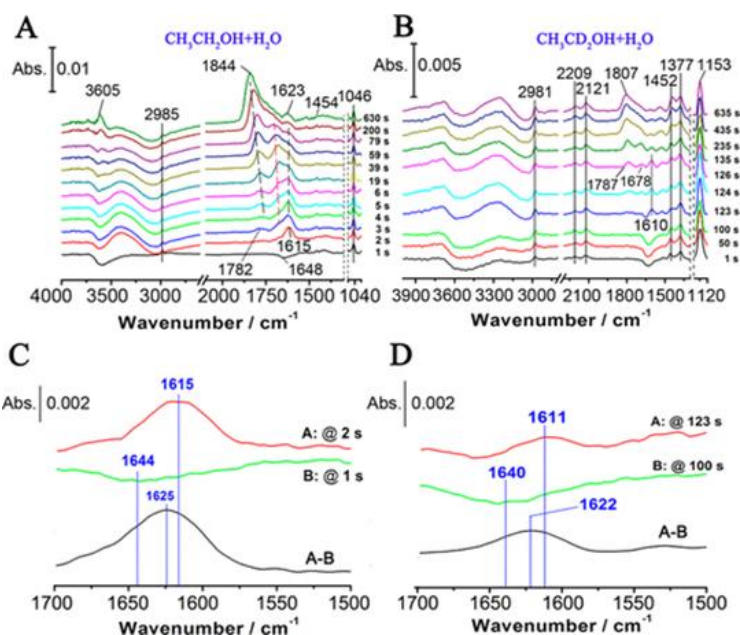 A
CH3CH2OH+H2O
Abs. 0.01
1844
3605
2985
1623
1454
1046
630 s
200 s
79 s
59 s
39 s
19 s
6 s
5 s
4 s
3 s
2 s
1 s
1782
1615
1648
4000 3000 2000 1750 1500 1040
Wavenumber / cm-1
B
CH3CD2OH+H2O
Abs. 0.005
2981
2209
2121
1807
1452
1377
1153
635 s
435 s
235 s
135 s
126 s
124 s
123 s
100 s
50 s
1 s
1787
1678
1610
3900 3600 3300 3000 2100 1800 1500 1120
Wavenumber / cm-1
C
Abs. 0.002
1615
A: @ 2 s
1644
B: @ 1 s
1625
A-B
1700 1650 1600 1550 1500
Wavenumber / cm-1
D
Abs. 0.002
1611
A: @ 123 s
1640
B: @ 100 s
1622
A-B
1700 1650 1600 1550 1500
Wavenumber / cm-1